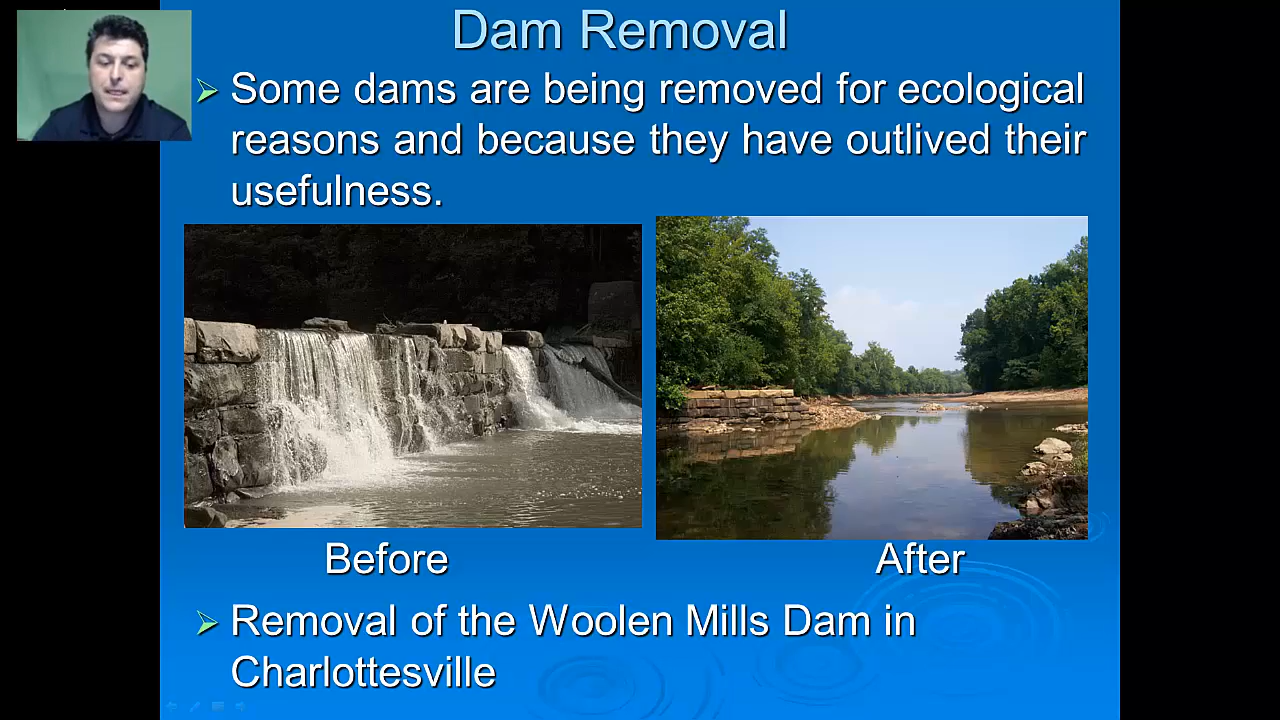 Dam Removal
Some dams are being removed for ecological
reasons and because they have outlived their
usefulness.
Before
After
Removal of the Woolen Mills Dam in
Charlottesville